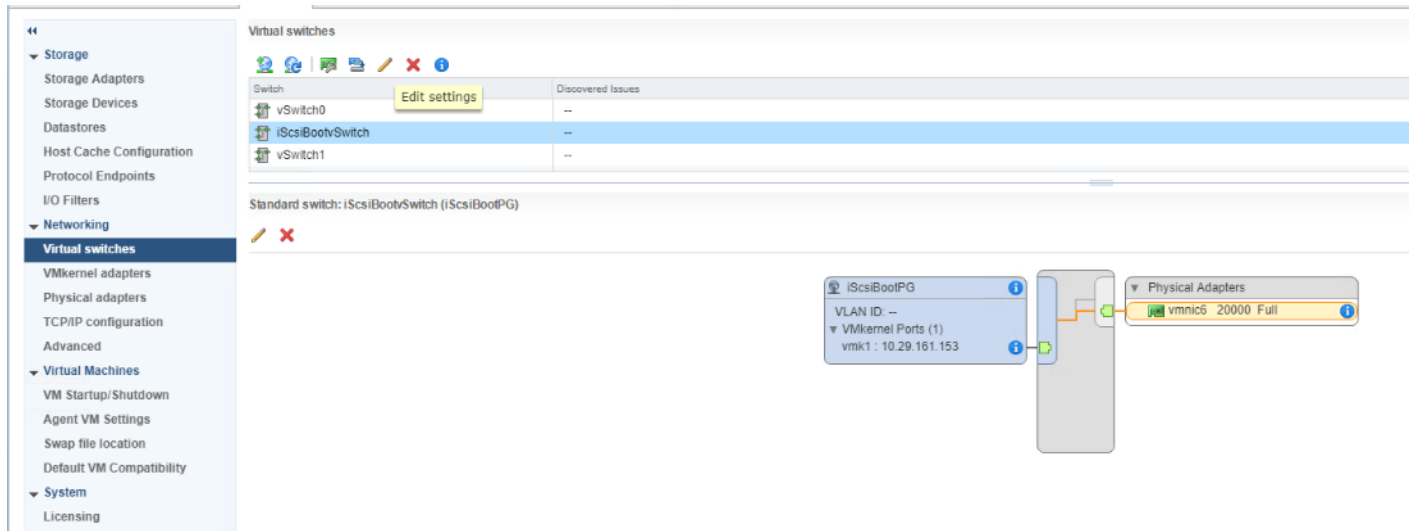 Storage
Storage Adapters
Storage Devices
Datastores
Host Cache Configuration
Protocol Endpoints
I/O Filters
Networking
Virtual switches
VMkernel adapters
Physical adapters
TCP/IP configuration
Advanced
Virtual Machines
VM Startup/Shutdown
Agent VM Settings
Swap file location
Default VM Compatibility
System
Licensing
Virtual switches
Switch Discovered Issues
Edit settings
vSwitch0 --
iScsiBootvSwitch --
vSwitch1 --
Standard switch: iScsiBootvSwitch (iScsiBootPG)
iScsiBootPG
VLAN ID: --
VMkernel Ports (1)
vmk1 : 10.29.161.153
Physical Adapters
vmnic6 20000 Full